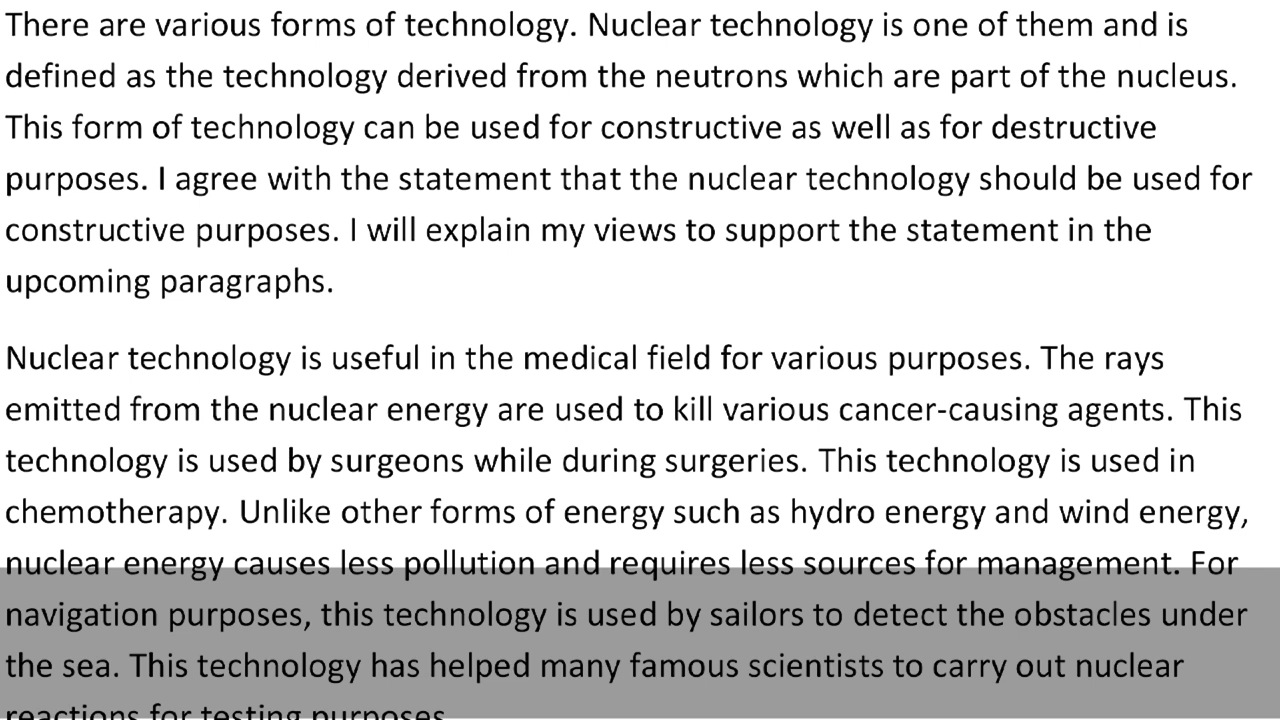 There are various forms of technology. Nuclear technology is one of them and is
defined as the technology derived from the neutrons which are part of the nucleus.
This form of technology can be used for constructive as well as for destructive
purposes. I agree with the statement that the nuclear technology should be used for
constructive purposes. I will explain my views to support the statement in the
upcoming paragraphs.
Nuclear technology is useful in the medical field for various purposes. The rays
emitted from the nuclear energy are used to kill various cancer-causing agents. This
technology is used by surgeons while during surgeries. This technology is used in
chemotherapy. Unlike other forms of energy such as hydro energy and wind energy,
nuclear energy causes less pollution and requires less sources for management. For
navigation purposes, this technology is used by sailors to detect the obstacles under
the sea. This technology has helped many famous scientists to carry out nuclear
reactions for testing purposes.